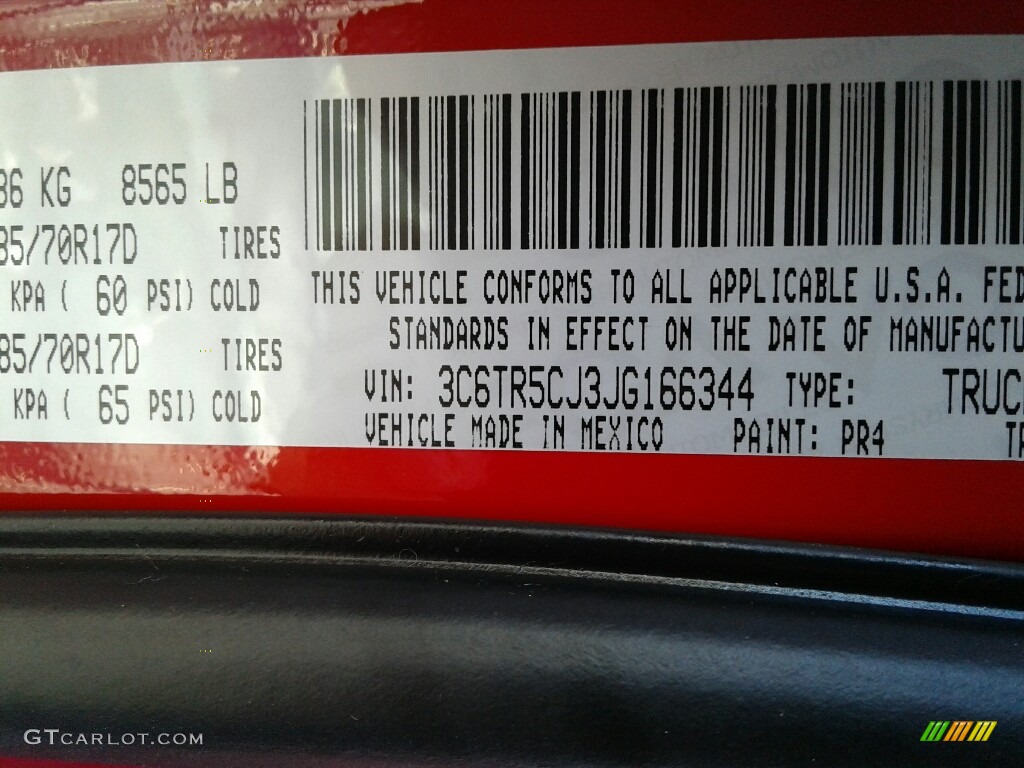 86 KG 8565 LB
85/70R17D TIRES
KPA ( 60 PSI) COLD
85/70R17D TIRES
KPA ( 65 PSI) COLD
THIS VEHICLE CONFORMS TO ALL APPLICABLE U.S.A. FED
STANDARDS IN EFFECT ON THE DATE OF MANUFACTU
VIN: 3C6TR5CJ3JG166344 TYPE: TRUC
VEHICLE MADE IN MEXICO PAINT: PR4
GTCARLOT.COM